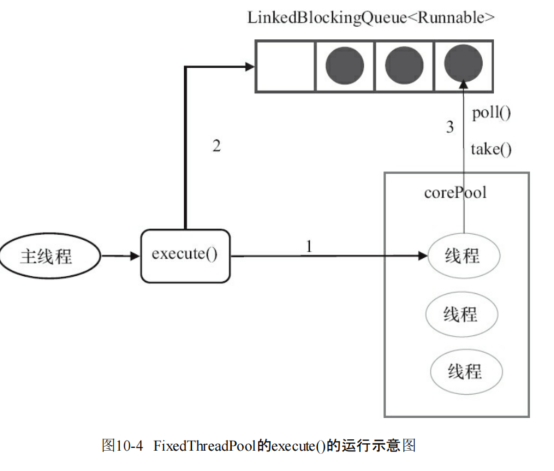 LinkedBlockingQueue<Runnable>
poll()
3
take()
2
corePool
主线程
execute()
1
线程
线程
线程
图10-4 FixedThreadPool的execute()的运行示意图